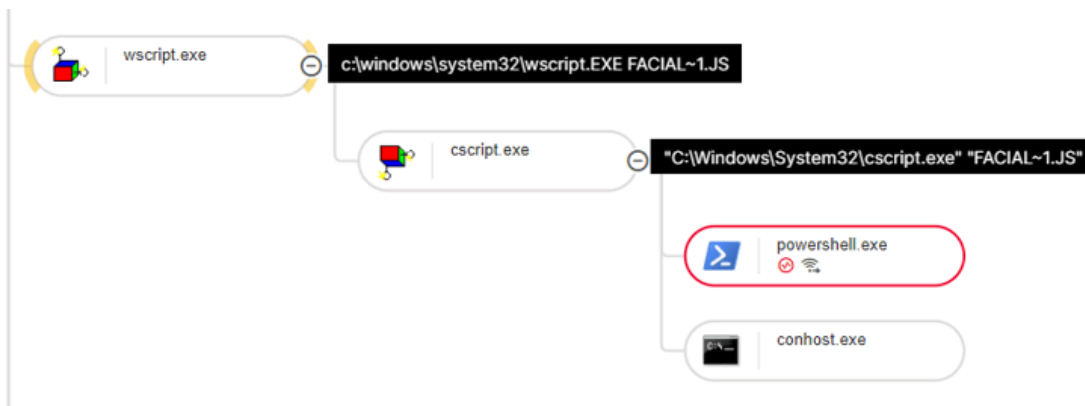 wscript.exe
c:\windows\system32\wscript.EXE FACIAL~1.JS
cscript.exe
"C:\Windows\System32\cscript.exe" "FACIAL~1.JS"
powershell.exe
conhost.exe